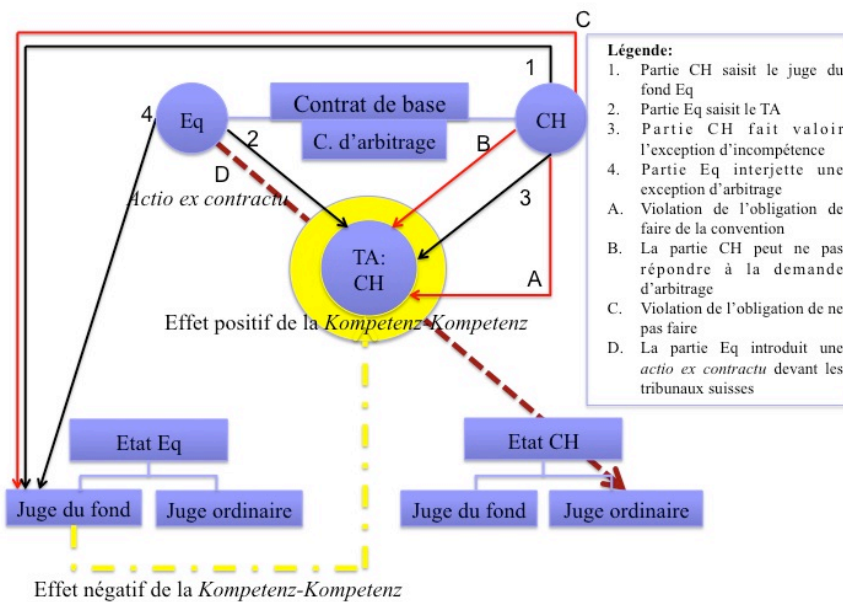 C
1
4
Eq
Contrat de base
C. d’arbitrage
CH
2
B
D
Actio ex contractu
3
TA:
CH
A
Effet positif de la Kompetenz-Kompetenz
Etat Eq
Juge du fond
Juge ordinaire
Etat CH
Juge du fond
Juge ordinaire
Effet négatif de la Kompetenz-Kompetenz
Légende:
1. Partie CH saisit le juge du
fond Eq
2. Partie Eq saisit le TA
3. Partie CH fait valoir
l’exception d’incompétence
4. Partie Eq interjette une
exception d’arbitrage
A. Violation de l’obligation de
faire de la convention
B. La partie CH peut ne pas
répondre à la demande
d’arbitrage
C. Violation de l’obligation de ne
pas faire
D. La partie Eq introduit une
actio ex contractu devant les
tribunaux suisses